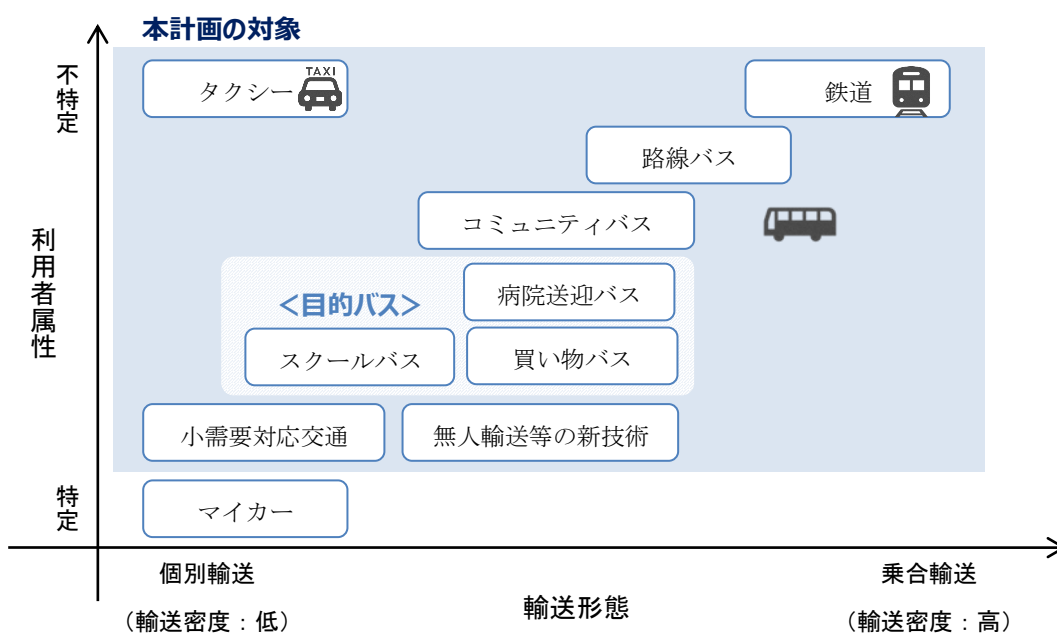 本計画の対象
不特定
TAXI
タクシー
鉄道
路線バス
コミュニティバス
利用者属性
＜目的バス＞
病院送迎バス
スクールバス
買い物バス
小需要対応交通
無人輸送等の新技術
特定
マイカー
個別輸送
（輸送密度：低）
輸送形態
乗合輸送
（輸送密度：高）